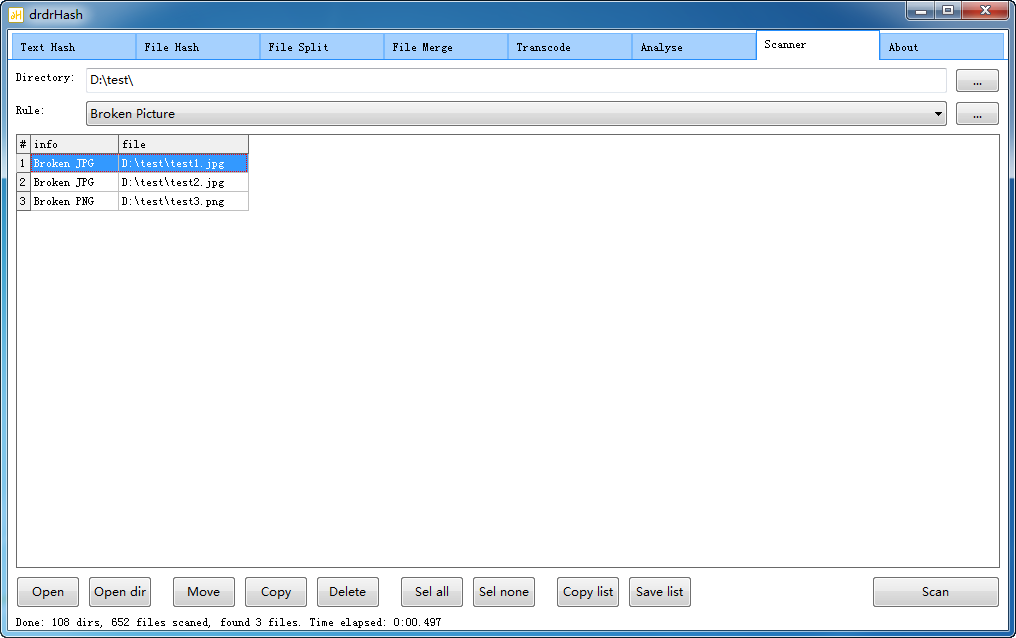 drdrHash
Text Hash File Hash File Split File Merge Transcode Analyse Scanner About
Directory: D:\test\ ...
Rule: Broken Picture ...
# info file
1 Broken JPG D:\test\test1.jpg
2 Broken JPG D:\test\test2.jpg
3 Broken PNG D:\test\test3.png
Open Open dir Move Copy Delete Sel all Sel none Copy list Save list Scan
Done: 108 dirs, 652 files scaned, found 3 files. Time elapsed: 0:00.497